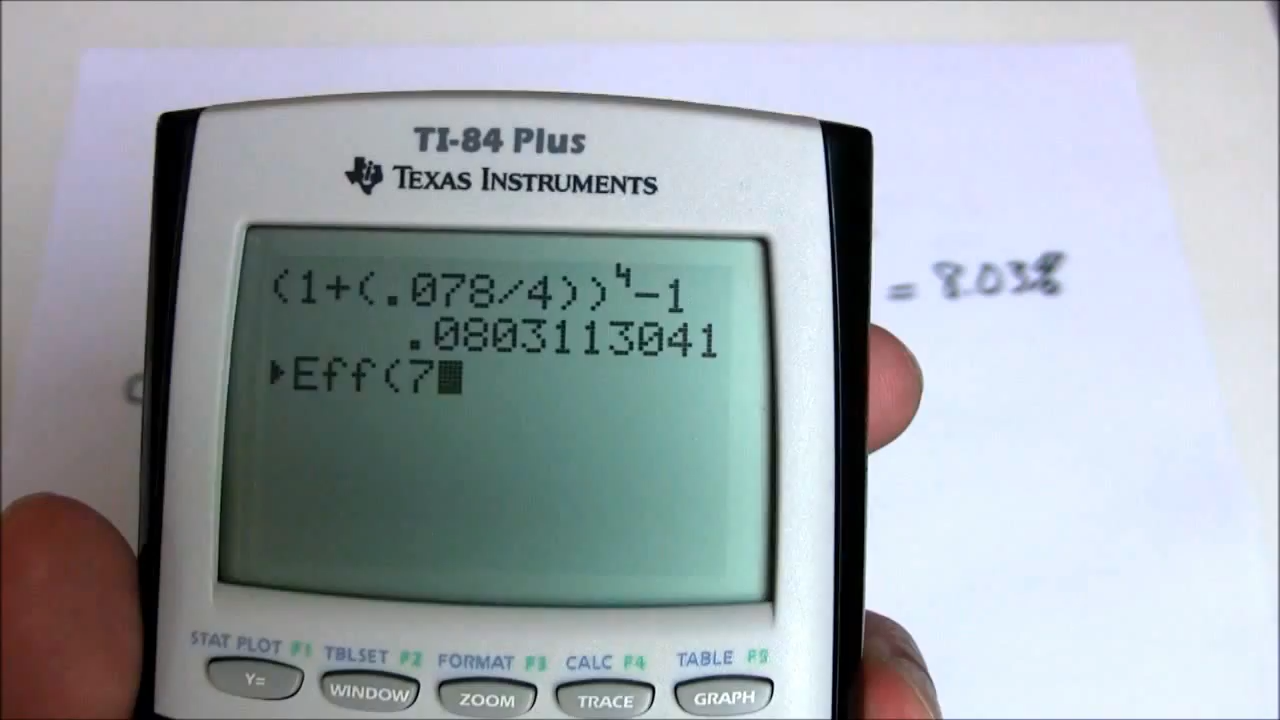 TI-84 Plus
TEXAS INSTRUMENTS
(1+(.078/4))⁴-1
.0803113041
▸Eff(7
= 8.03%
STAT PLOT F1 TBLSET F2 FORMAT F3 CALC F4 TABLE F5
Y= WINDOW ZOOM TRACE GRAPH